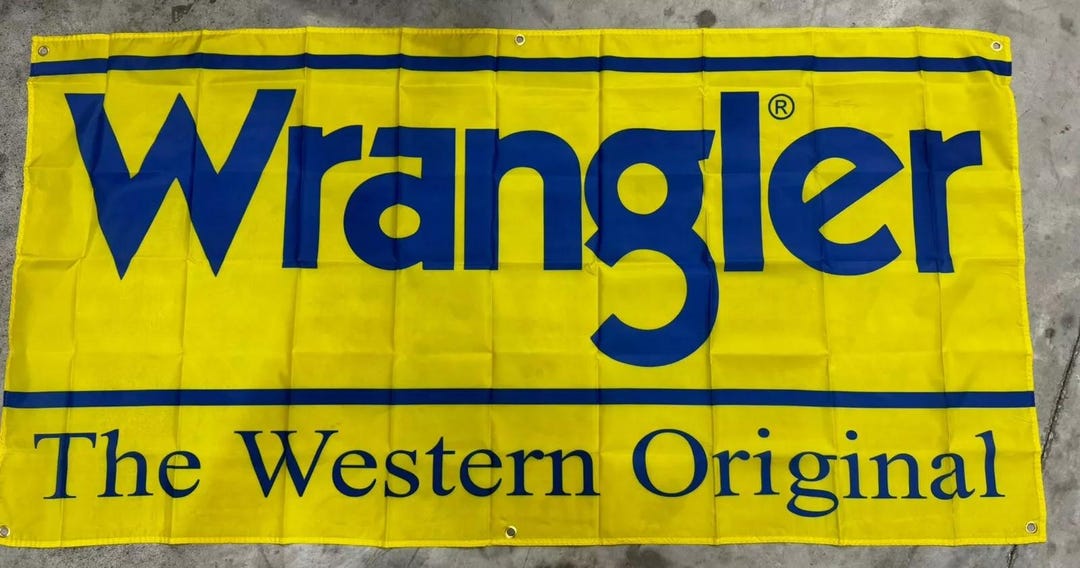 Wrangler®
The Western Original